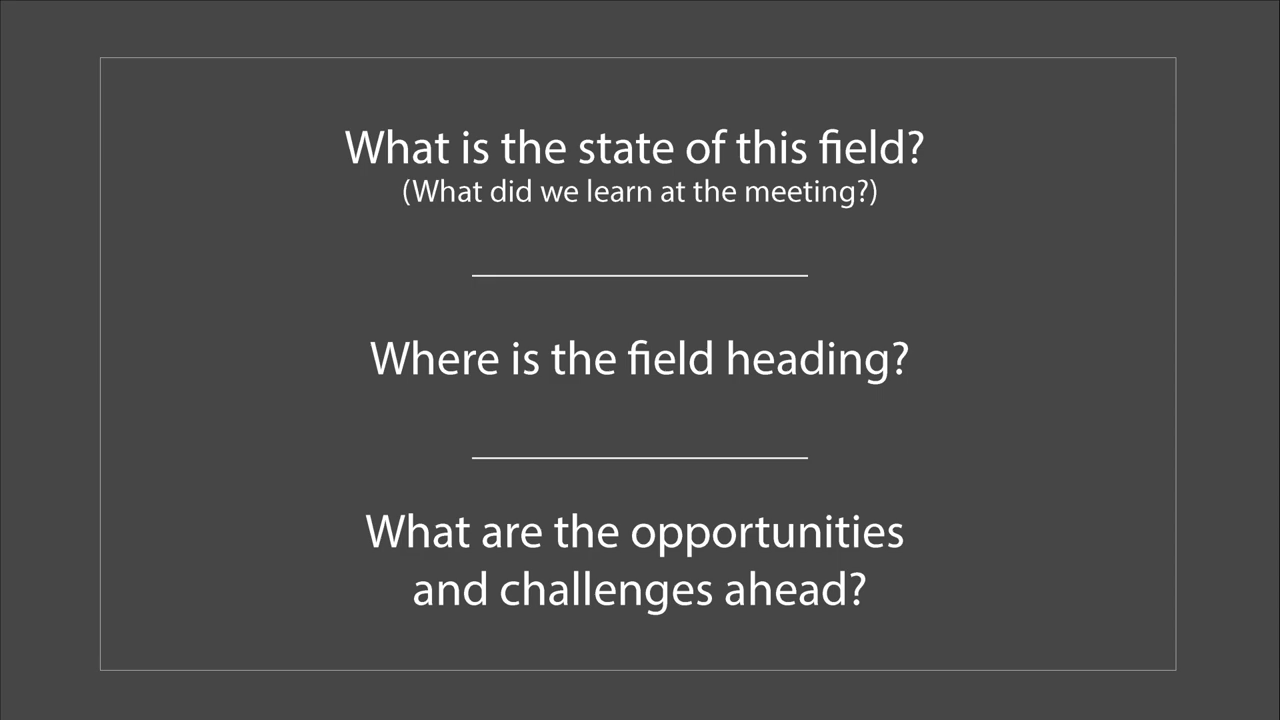 What is the state of this field?
(What did we learn at the meeting?)
Where is the field heading?
What are the opportunities
and challenges ahead?